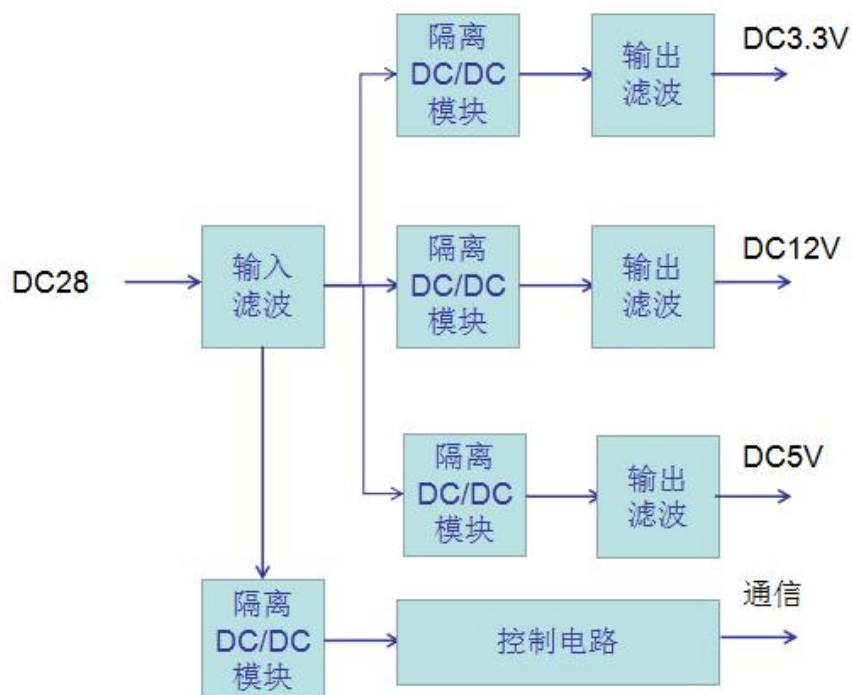 隔离
DC/DC
模块
输出
滤波
DC3.3V
DC28
输入
滤波
隔离
DC/DC
模块
输出
滤波
DC12V
隔离
DC/DC
模块
输出
滤波
DC5V
隔离
DC/DC
模块
控制电路
通信